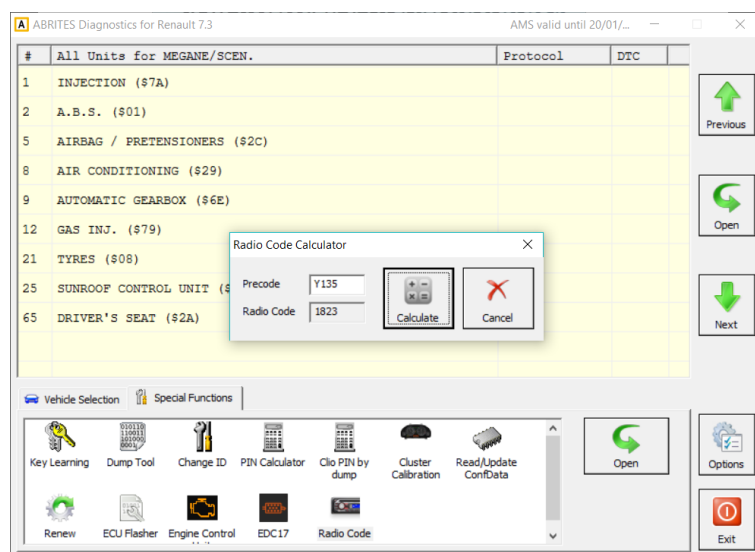 A ABRITES Diagnostics for Renault 7.3 AMS valid until 20/01/...
# All Units for MEGANE/SCEN. Protocol DTC
1 INJECTION ($7A)
2 A.B.S. ($01)
5 AIRBAG / PRETENSIONERS ($2C)
8 AIR CONDITIONING ($29)
9 AUTOMATIC GEARBOX ($6E)
12 GAS INJ. ($79)
21 TYRES ($08)
25 SUNROOF CONTROL UNIT ($
65 DRIVER'S SEAT ($2A)
Previous
Open
Next
Radio Code Calculator
Precode Y135
Radio Code 1823
Calculate Cancel
Vehicle Selection Special Functions
Key Learning Dump Tool Change ID PIN Calculator Clio PIN by dump Cluster Calibration Read/Update ConfData
Renew ECU Flasher Engine Control EDC17 Radio Code
Open
Options
Exit